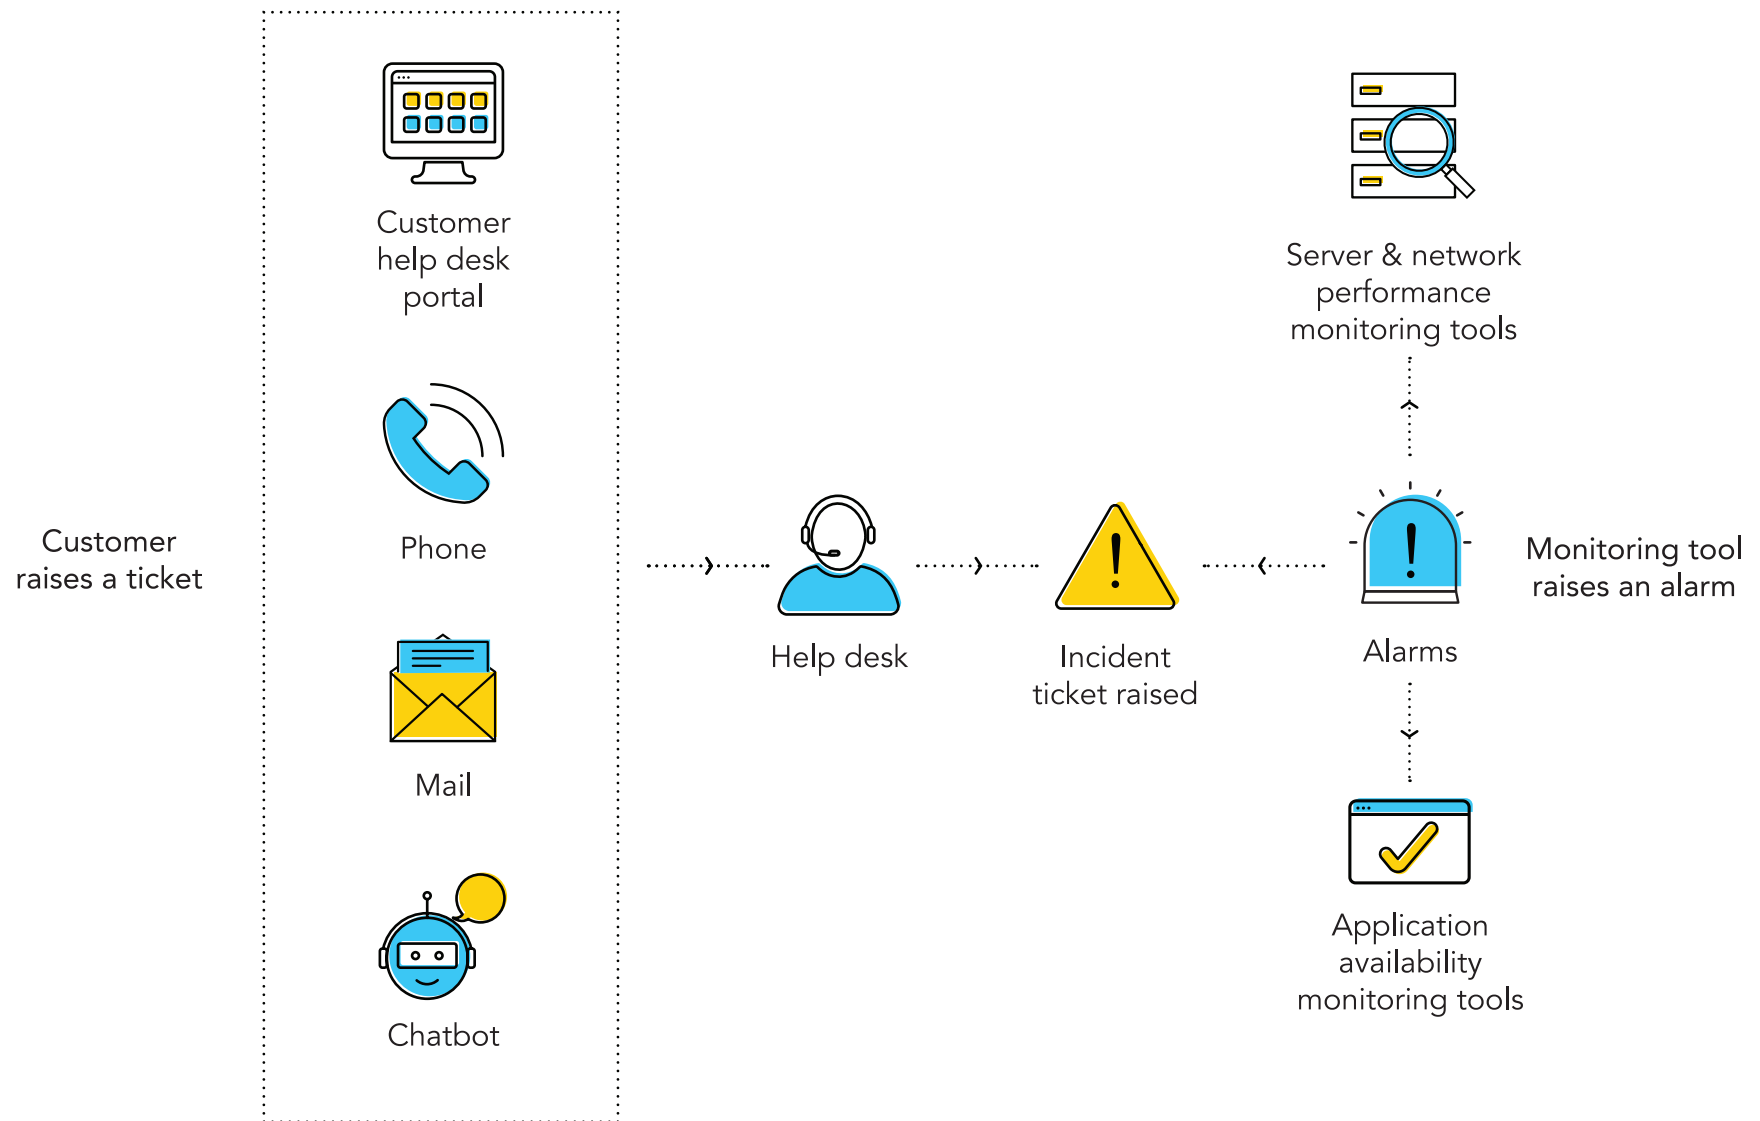 Customer
raises a ticket
Customer
help desk
portal
Phone
Mail
Chatbot
Help desk
Incident
ticket raised
Server & network
performance
monitoring tools
Alarms
Application
availability
monitoring tools
Monitoring tool
raises an alarm